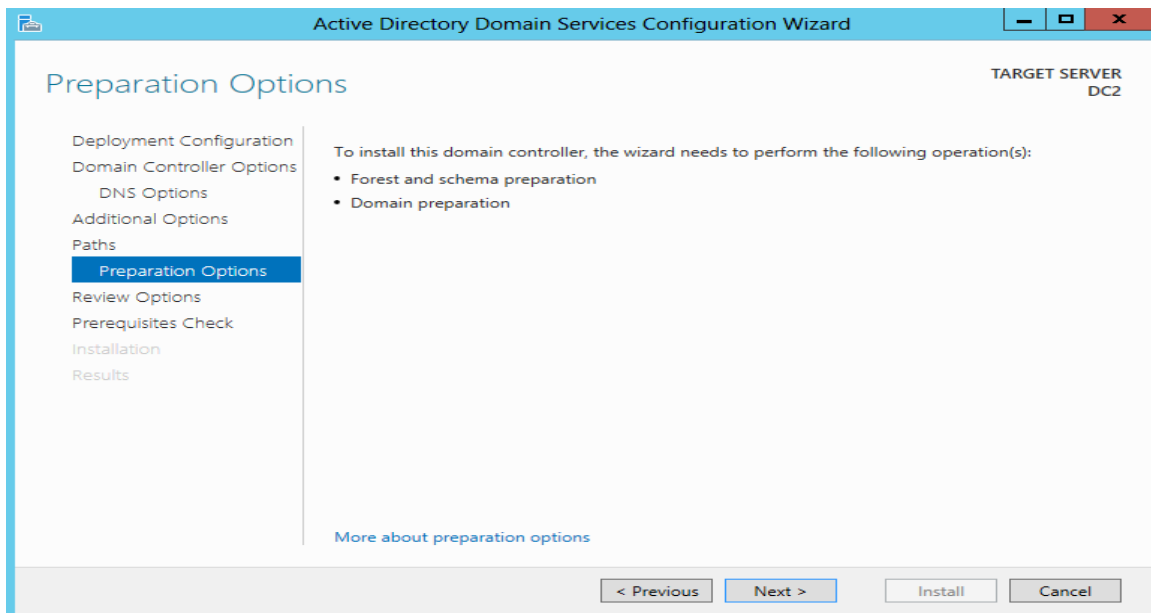 Active Directory Domain Services Configuration Wizard
Preparation Options
TARGET SERVER
DC2
Deployment Configuration
Domain Controller Options
DNS Options
Additional Options
Paths
Preparation Options
Review Options
Prerequisites Check
Installation
Results
To install this domain controller, the wizard needs to perform the following operation(s):
• Forest and schema preparation
• Domain preparation
More about preparation options
< Previous
Next >
Install
Cancel